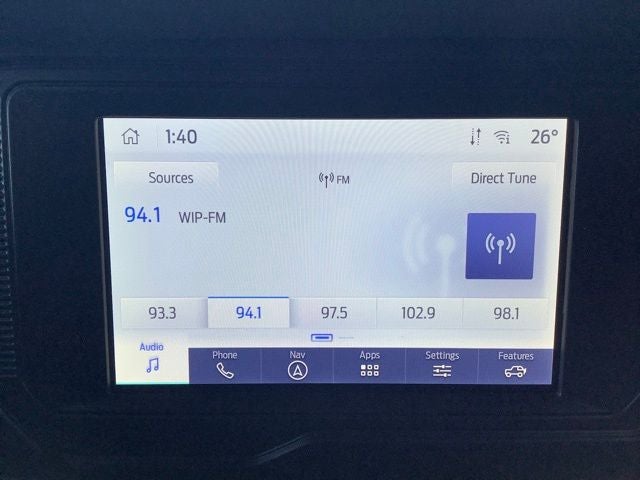 1:40 26°
Sources FM Direct Tune
94.1 WIP-FM
93.3 94.1 97.5 102.9 98.1
Audio Phone Nav Apps Settings Features